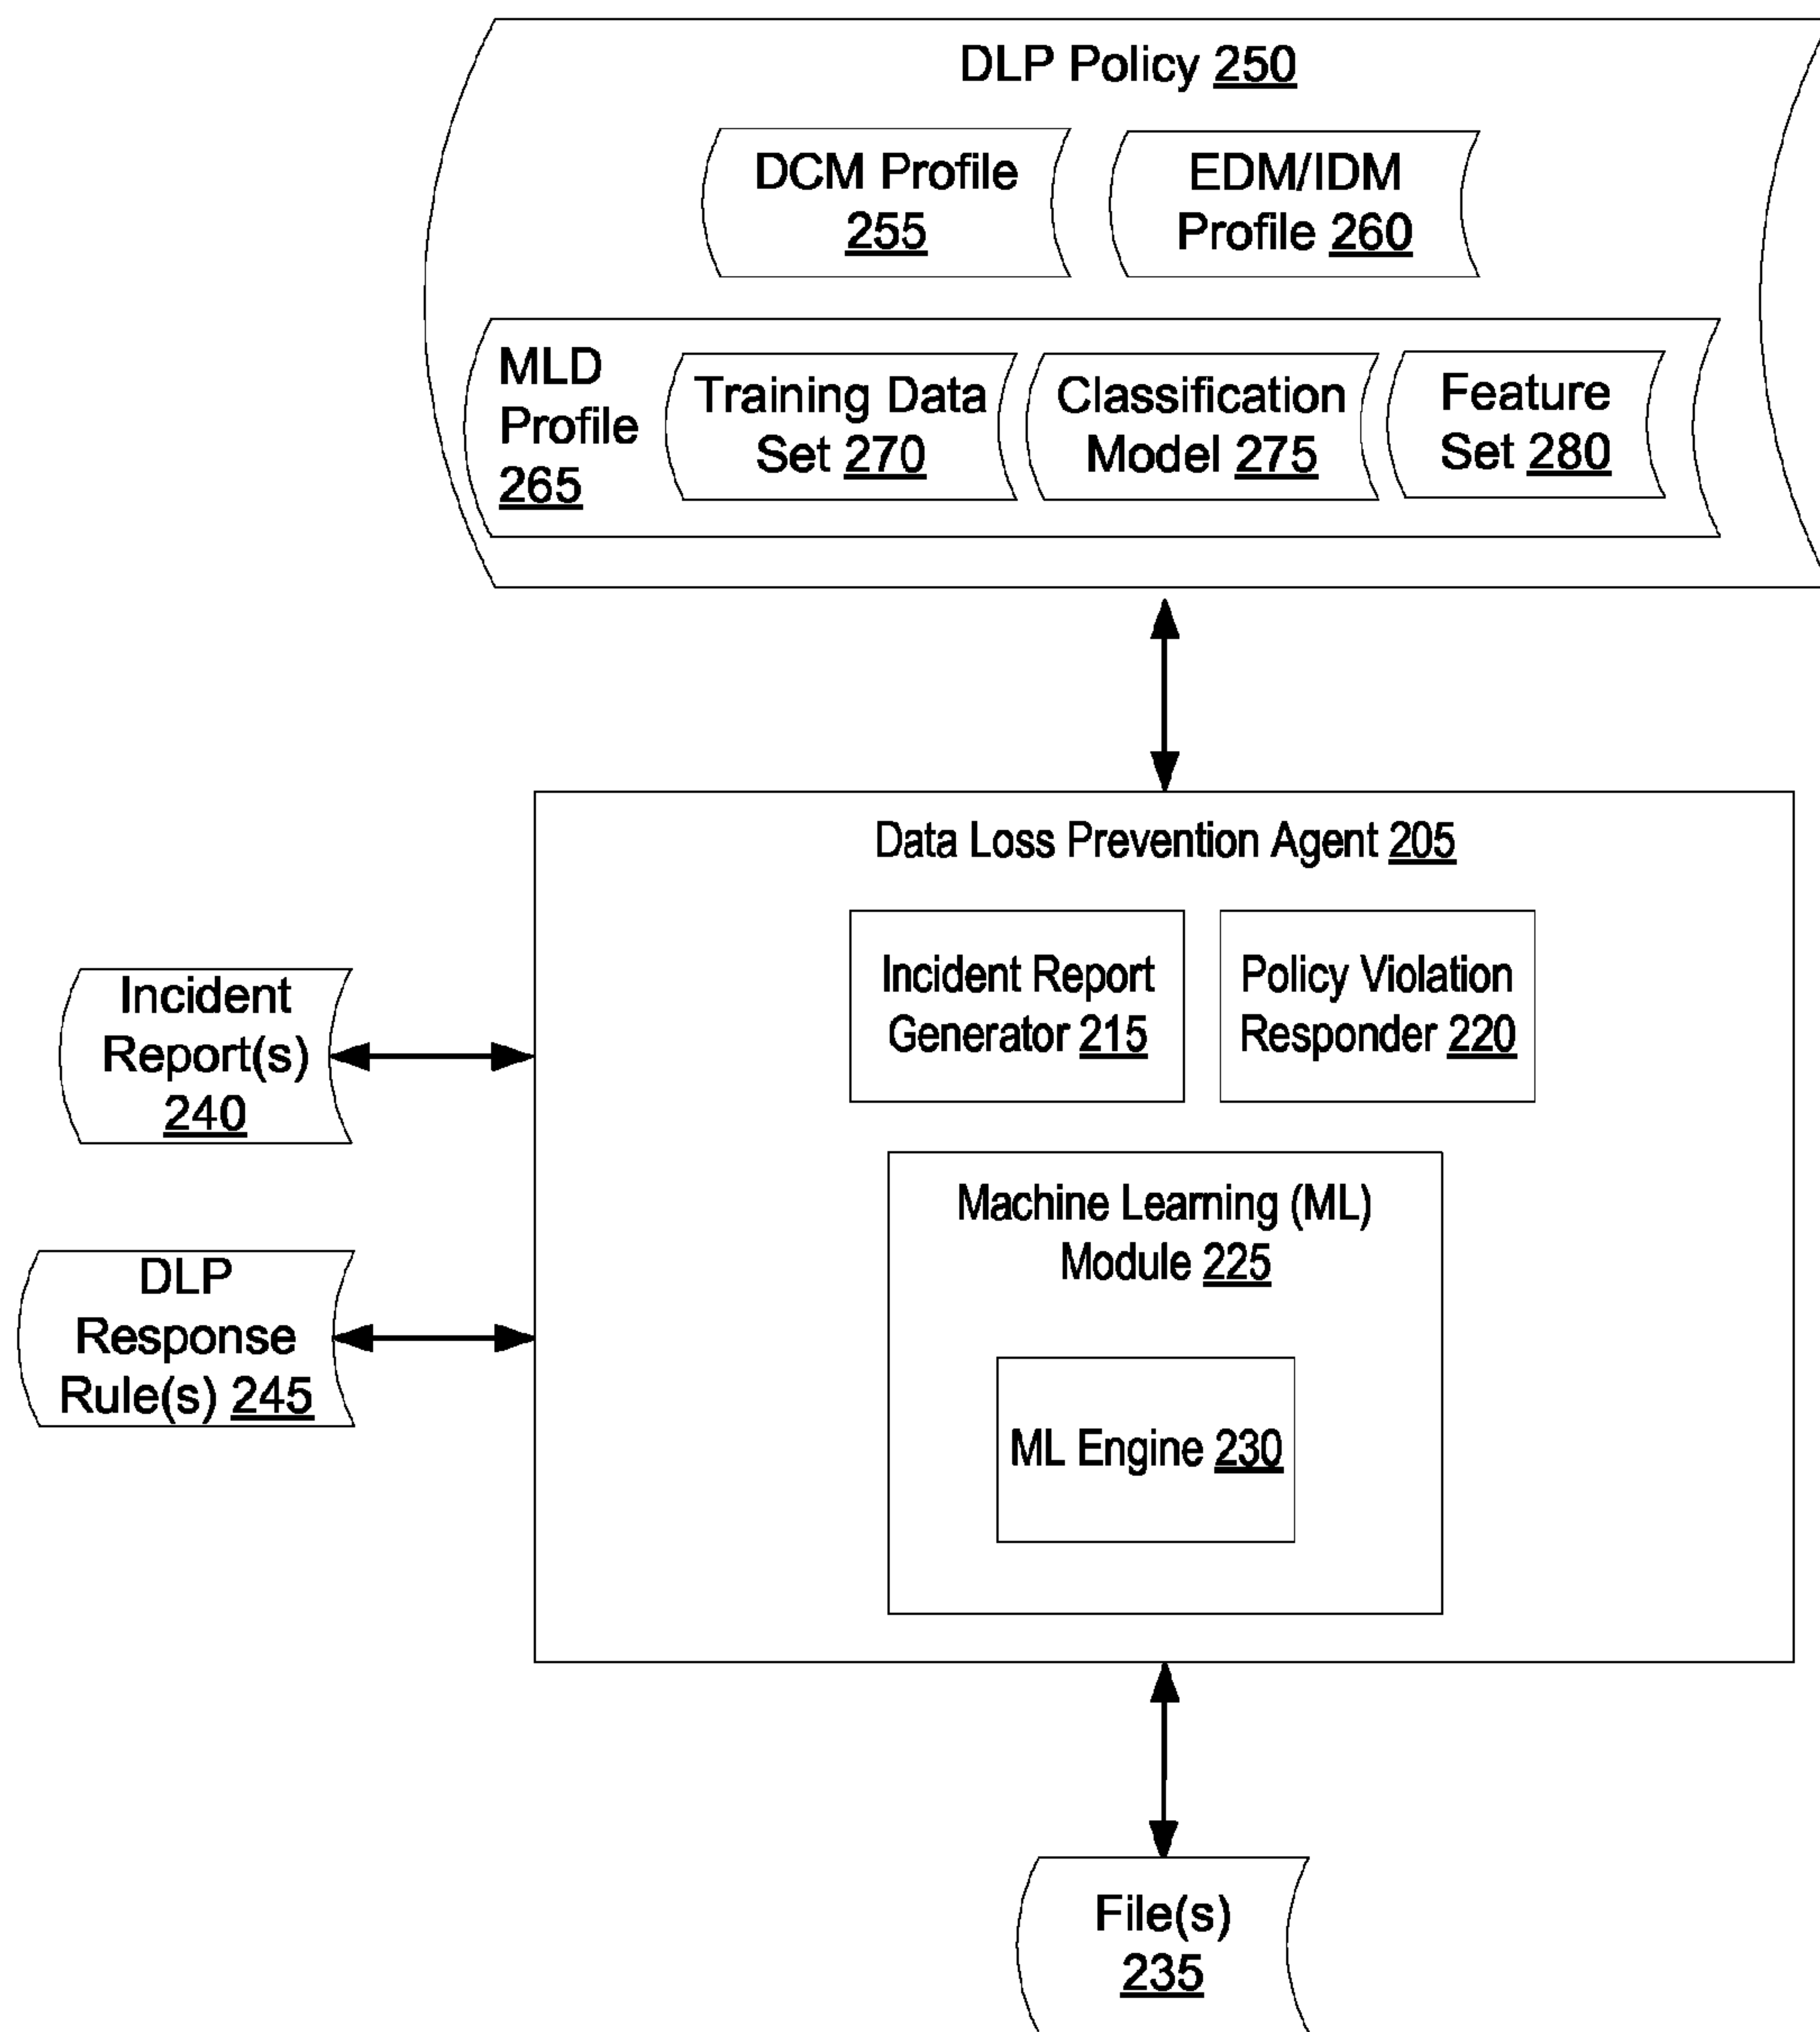 DLP Policy 250
DCM Profile
255
EDM/IDM
Profile 260
MLD
Profile
265
Training Data
Set 270
Classification
Model 275
Feature
Set 280
Data Loss Prevention Agent 205
Incident Report
Generator 215
Policy Violation
Responder 220
Incident
Report(s)
240
Machine Learning (ML)
Module 225
DLP
Response
Rule(s) 245
ML Engine 230
File(s)
235